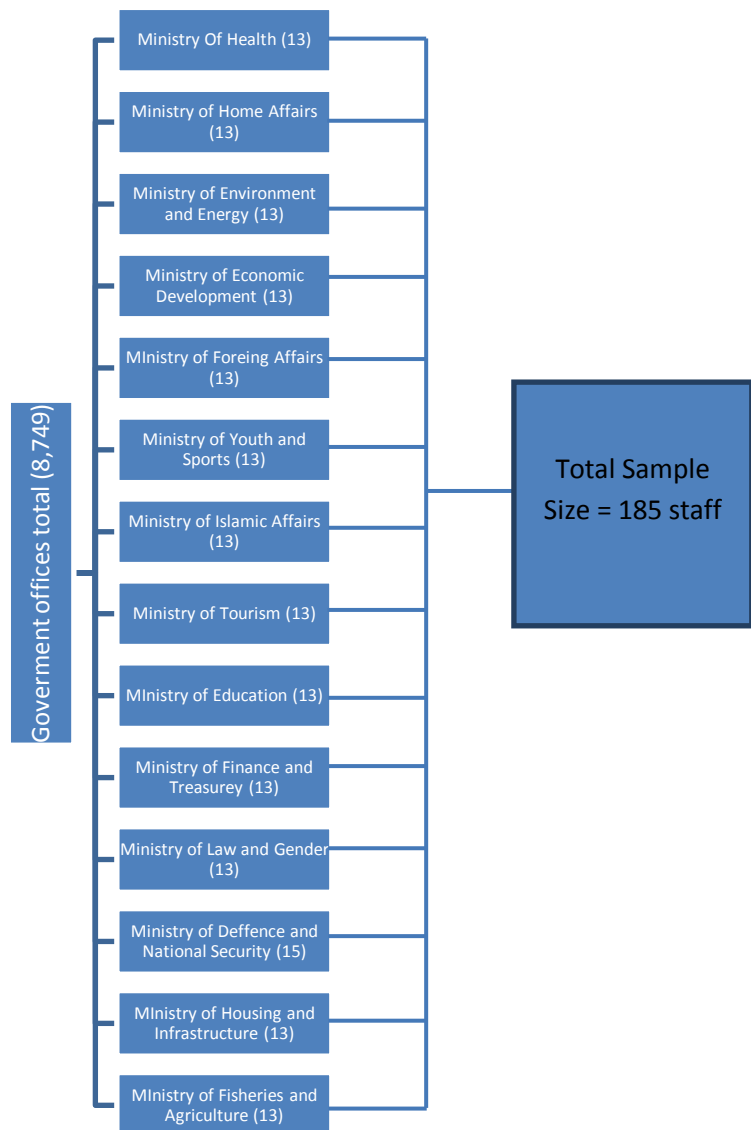 Goverment offices total (8,749)
Ministry Of Health (13)
Ministry of Home Affairs
(13)
Ministry of Environment
and Energy (13)
Ministry of Economic
Development (13)
MInistry of Foreing Affairs
(13)
Ministry of Youth and
Sports (13)
Ministry of Islamic Affairs
(13)
Ministry of Tourism (13)
MInistry of Education (13)
Ministry of Finance and
Treasurey (13)
Ministry of Law and Gender
(13)
Ministry of Deffence and
National Security (15)
MInistry of Housing and
Infrastructure (13)
MInistry of Fisheries and
Agriculture (13)
Total Sample
Size = 185 staff